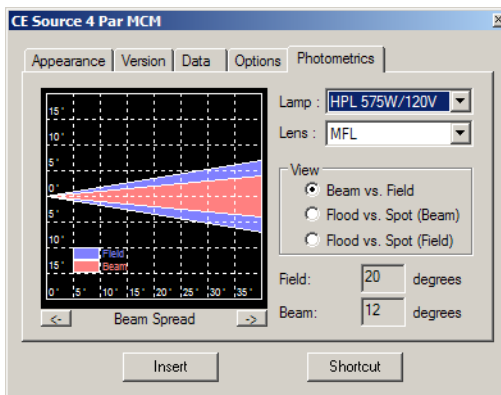 CE Source 4 Par MCM
Appearance Version Data Options Photometrics
Lamp : HPL 575W/120V
Lens : MFL
View
Beam vs. Field
Flood vs. Spot (Beam)
Flood vs. Spot (Field)
Field: 20 degrees
Beam: 12 degrees
15°
10°
5°
0°
5°
10°
15°
Field
Beam
0° 5° 10° 15° 20° 25° 30° 35°
<- Beam Spread ->
Insert Shortcut